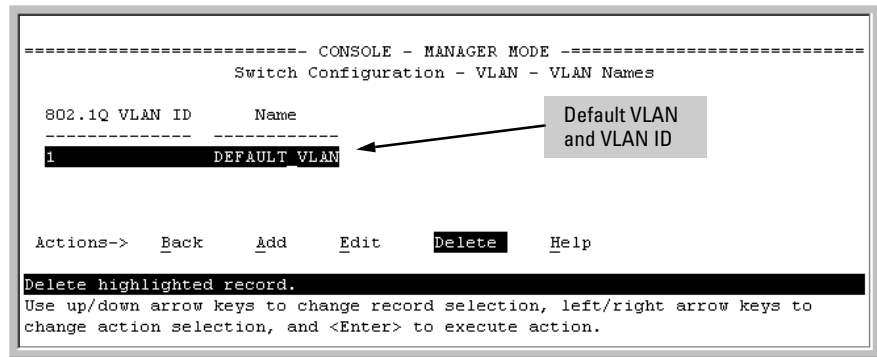 ==========================- CONSOLE - MANAGER MODE -============================
Switch Configuration - VLAN - VLAN Names
802.1Q VLAN ID Name
-------------- ------------
1 DEFAULT_VLAN
Default VLAN
and VLAN ID
Actions-> Back Add Edit Delete Help
Delete highlighted record.
Use up/down arrow keys to change record selection, left/right arrow keys to
change action selection, and <Enter> to execute action.